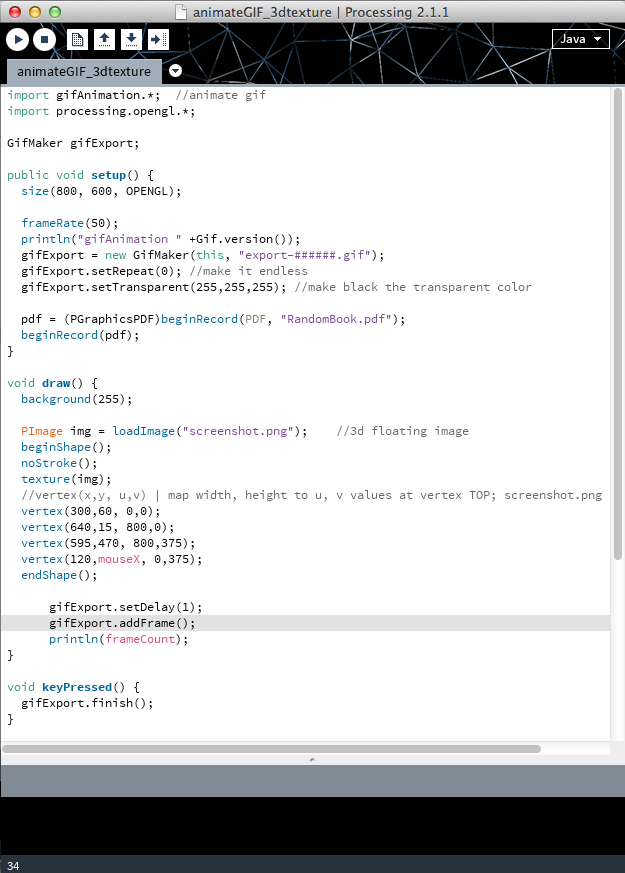 animateGIF_3dtexture | Processing 2.1.1
Java
animateGIF_3dtexture
import gifAnimation.*;  //animate gif
import processing.opengl.*;
GifMaker gifExport;
public void setup() {
  size(800, 600, OPENGL);
  frameRate(50);
  println("gifAnimation " +Gif.version());
  gifExport = new GifMaker(this, "export-######.gif");
  gifExport.setRepeat(0); //make it endless
  gifExport.setTransparent(255,255,255); //make black the transparent color
  pdf = (PGraphicsPDF)beginRecord(PDF, "RandomBook.pdf");
  beginRecord(pdf);
}
void draw() {
  background(255);
  PImage img = loadImage("screenshot.png");    //3d floating image
  beginShape();
  noStroke();
  texture(img);
  //vertex(x,y, u,v) | map width, height to u, v values at vertex TOP; screenshot.png
  vertex(300,60, 0,0);
  vertex(640,15, 800,0);
  vertex(595,470, 800,375);
  vertex(120,mouseX, 0,375);
  endShape();
      gifExport.setDelay(1);
      gifExport.addFrame();
      println(frameCount);
}
void keyPressed() {
  gifExport.finish();
}
34